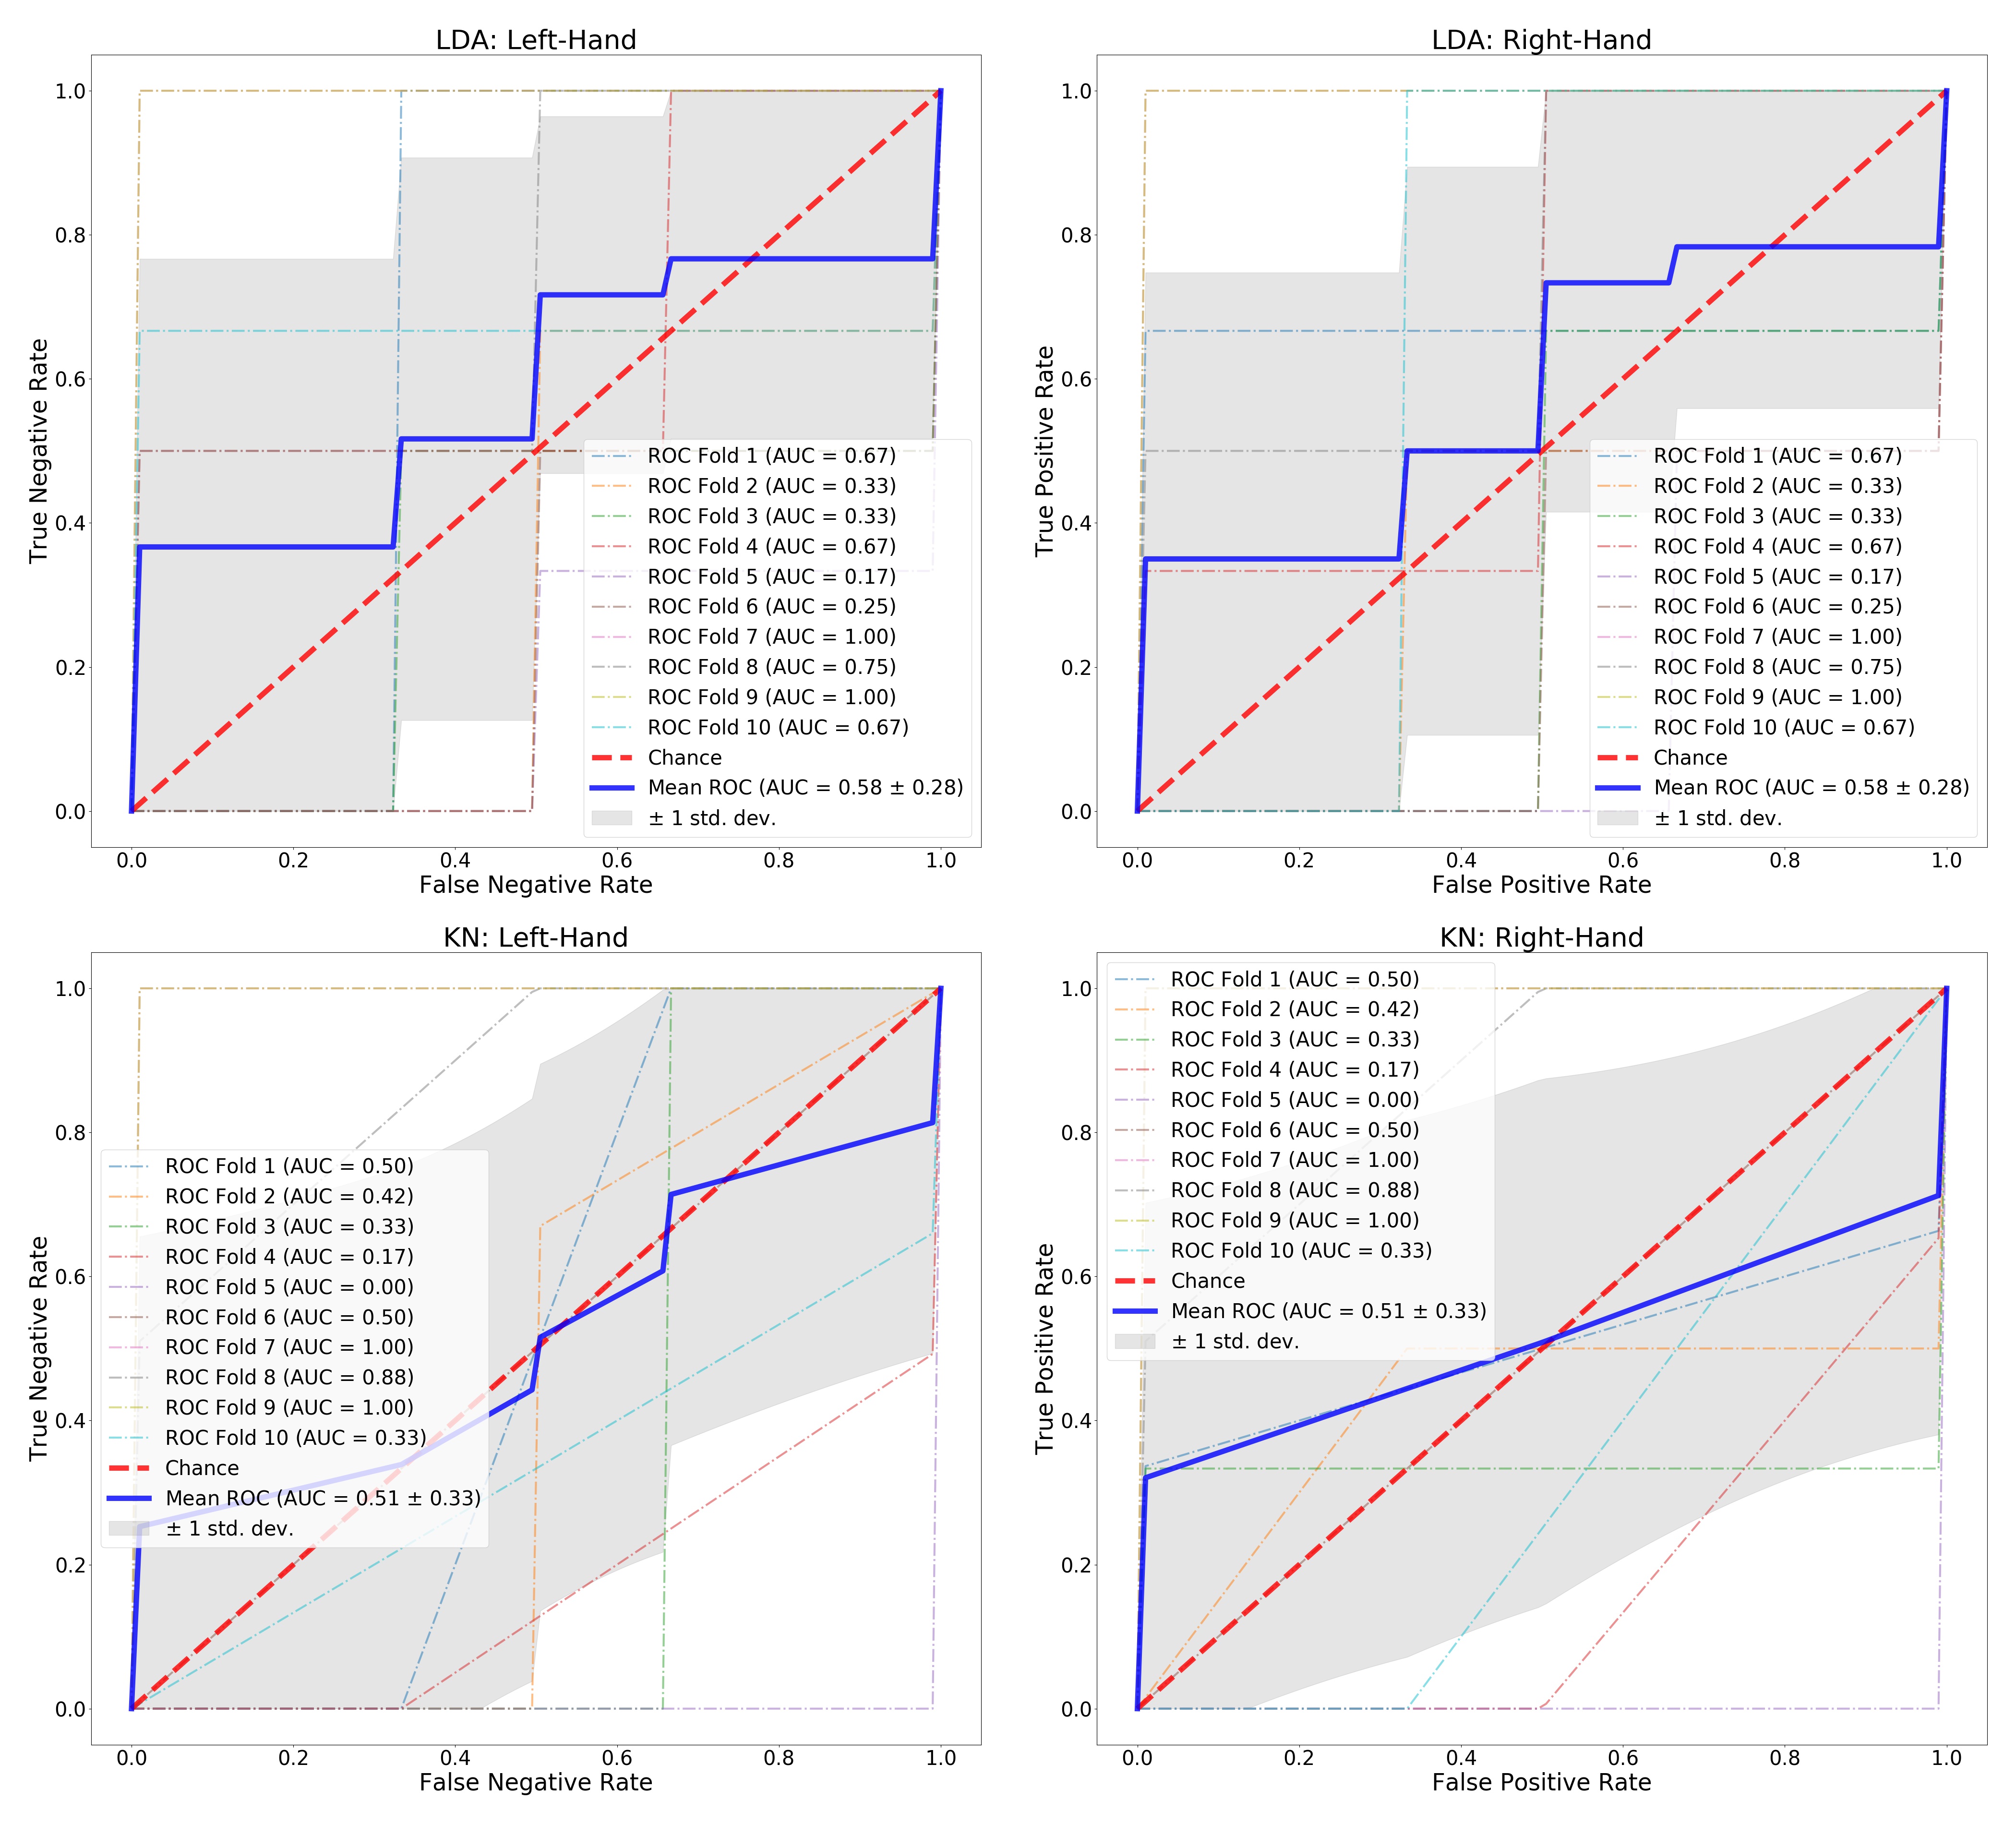 LDA: Left-Hand
True Negative Rate
1.0
0.8
0.6
0.4
0.2
0.0
ROC Fold 1 (AUC = 0.67)
ROC Fold 2 (AUC = 0.33)
ROC Fold 3 (AUC = 0.33)
ROC Fold 4 (AUC = 0.67)
ROC Fold 5 (AUC = 0.17)
ROC Fold 6 (AUC = 0.25)
ROC Fold 7 (AUC = 1.00)
ROC Fold 8 (AUC = 0.75)
ROC Fold 9 (AUC = 1.00)
ROC Fold 10 (AUC = 0.67)
Chance
Mean ROC (AUC = 0.58 ± 0.28)
± 1 std. dev.
0.0 0.2 0.4 0.6 0.8 1.0
False Negative Rate
LDA: Right-Hand
True Positive Rate
1.0
0.8
0.6
0.4
0.2
0.0
ROC Fold 1 (AUC = 0.67)
ROC Fold 2 (AUC = 0.33)
ROC Fold 3 (AUC = 0.33)
ROC Fold 4 (AUC = 0.67)
ROC Fold 5 (AUC = 0.17)
ROC Fold 6 (AUC = 0.25)
ROC Fold 7 (AUC = 1.00)
ROC Fold 8 (AUC = 0.75)
ROC Fold 9 (AUC = 1.00)
ROC Fold 10 (AUC = 0.67)
Chance
Mean ROC (AUC = 0.58 ± 0.28)
± 1 std. dev.
0.0 0.2 0.4 0.6 0.8 1.0
False Positive Rate
KN: Left-Hand
True Negative Rate
1.0
0.8
0.6
0.4
0.2
0.0
ROC Fold 1 (AUC = 0.50)
ROC Fold 2 (AUC = 0.42)
ROC Fold 3 (AUC = 0.33)
ROC Fold 4 (AUC = 0.17)
ROC Fold 5 (AUC = 0.00)
ROC Fold 6 (AUC = 0.50)
ROC Fold 7 (AUC = 1.00)
ROC Fold 8 (AUC = 0.88)
ROC Fold 9 (AUC = 1.00)
ROC Fold 10 (AUC = 0.33)
Chance
Mean ROC (AUC = 0.51 ± 0.33)
± 1 std. dev.
0.0 0.2 0.4 0.6 0.8 1.0
False Negative Rate
KN: Right-Hand
True Positive Rate
1.0
0.8
0.6
0.4
0.2
0.0
ROC Fold 1 (AUC = 0.50)
ROC Fold 2 (AUC = 0.42)
ROC Fold 3 (AUC = 0.33)
ROC Fold 4 (AUC = 0.17)
ROC Fold 5 (AUC = 0.00)
ROC Fold 6 (AUC = 0.50)
ROC Fold 7 (AUC = 1.00)
ROC Fold 8 (AUC = 0.88)
ROC Fold 9 (AUC = 1.00)
ROC Fold 10 (AUC = 0.33)
Chance
Mean ROC (AUC = 0.51 ± 0.33)
± 1 std. dev.
0.0 0.2 0.4 0.6 0.8 1.0
False Positive Rate